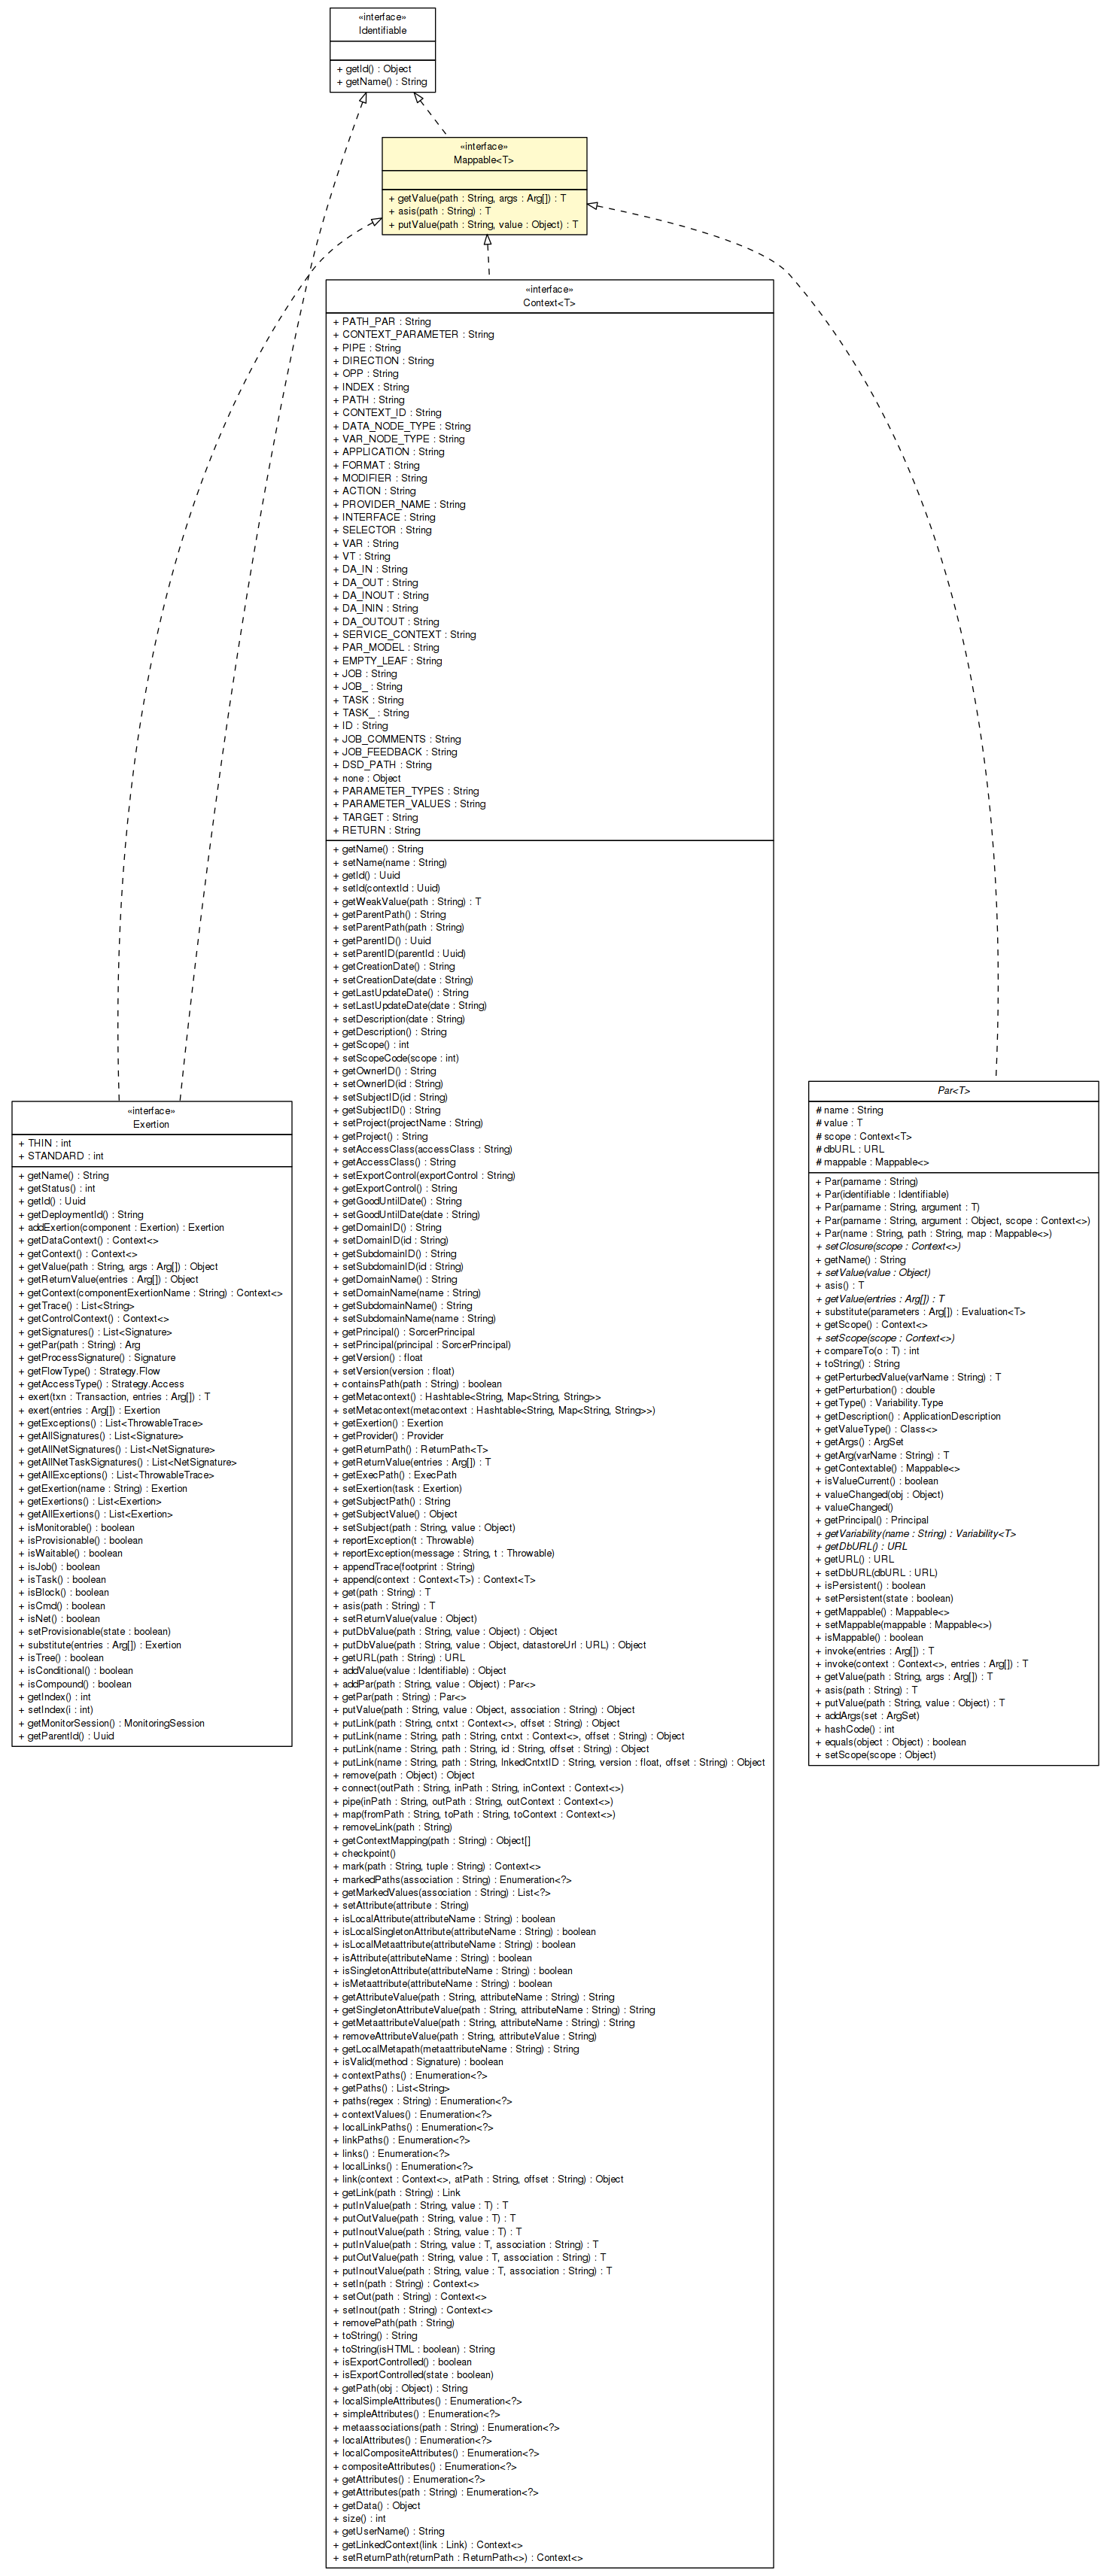 «interface»
Identifiable
+ getId() : Object
+ getName() : String
«interface»
Mappable<T>
+ getValue(path : String, args : Arg[]) : T
+ asis(path : String) : T
+ putValue(path : String, value : Object) : T
«interface»
Context<T>
+ PATH_PAR : String
+ CONTEXT_PARAMETER : String
+ PIPE : String
+ DIRECTION : String
+ OPP : String
+ INDEX : String
+ PATH : String
+ CONTEXT_ID : String
+ DATA_NODE_TYPE : String
+ VAR_NODE_TYPE : String
+ APPLICATION : String
+ FORMAT : String
+ MODIFIER : String
+ ACTION : String
+ PROVIDER_NAME : String
+ INTERFACE : String
+ SELECTOR : String
+ VAR : String
+ VT : String
+ DA_IN : String
+ DA_OUT : String
+ DA_INOUT : String
+ DA_ININ : String
+ DA_OUTOUT : String
+ SERVICE_CONTEXT : String
+ PAR_MODEL : String
+ EMPTY_LEAF : String
+ JOB : String
+ JOB_ : String
+ TASK : String
+ TASK_ : String
+ ID : String
+ JOB_COMMENTS : String
+ JOB_FEEDBACK : String
+ DSD_PATH : String
+ none : Object
+ PARAMETER_TYPES : String
+ PARAMETER_VALUES : String
+ TARGET : String
+ RETURN : String
+ getName() : String
+ setName(name : String)
+ getId() : Uuid
+ setId(contextId : Uuid)
+ getWeakValue(path : String) : T
+ getParentPath() : String
+ setParentPath(path : String)
+ getParentID() : Uuid
+ setParentID(parentId : Uuid)
+ getCreationDate() : String
+ setCreationDate(date : String)
+ getLastUpdateDate() : String
+ setLastUpdateDate(date : String)
+ setDescription(date : String)
+ getDescription() : String
+ getScope() : int
+ setScopeCode(scope : int)
+ getOwnerID() : String
+ setOwnerID(id : String)
+ setSubjectID(id : String)
+ getSubjectID() : String
+ setProject(projectName : String)
+ getProject() : String
+ setAccessClass(accessClass : String)
+ getAccessClass() : String
+ setExportControl(exportControl : String)
+ getExportControl() : String
+ getGoodUntilDate() : String
+ setGoodUntilDate(date : String)
+ getDomainID() : String
+ setDomainID(id : String)
+ getSubdomainID() : String
+ setSubdomainID(id : String)
+ getDomainName() : String
+ setDomainName(name : String)
+ getSubdomainName() : String
+ setSubdomainName(name : String)
+ getPrincipal() : SorcerPrincipal
+ setPrincipal(principal : SorcerPrincipal)
+ getVersion() : float
+ setVersion(version : float)
+ containsPath(path : String) : boolean
+ getMetacontext() : Hashtable<String, Map<String, String>>
+ setMetacontext(metacontext : Hashtable<String, Map<String, String>>)
+ getExertion() : Exertion
+ getProvider() : Provider
+ getReturnPath() : ReturnPath<T>
+ getReturnValue(entries : Arg[]) : T
+ getExecPath() : ExecPath
+ setExertion(task : Exertion)
+ getSubjectPath() : String
+ getSubjectValue() : Object
+ setSubject(path : String, value : Object)
+ reportException(t : Throwable)
+ reportException(message : String, t : Throwable)
+ appendTrace(footprint : String)
+ append(context : Context<T>) : Context<T>
+ get(path : String) : T
+ asis(path : String) : T
+ setReturnValue(value : Object)
+ putDbValue(path : String, value : Object) : Object
+ putDbValue(path : String, value : Object, datastoreUrl : URL) : Object
+ getURL(path : String) : URL
+ addValue(value : Identifiable) : Object
+ addPar(path : String, value : Object) : Par<>
+ getPar(path : String) : Par<>
+ putValue(path : String, value : Object, association : String) : Object
+ putLink(path : String, cntxt : Context<>, offset : String) : Object
+ putLink(name : String, path : String, cntxt : Context<>, offset : String) : Object
+ putLink(name : String, path : String, id : String, offset : String) : Object
+ putLink(name : String, path : String, lnkedCntxtID : String, version : float, offset : String) : Object
+ remove(path : Object) : Object
+ connect(outPath : String, inPath : String, inContext : Context<>)
+ pipe(inPath : String, outPath : String, outContext : Context<>)
+ map(fromPath : String, toPath : String, toContext : Context<>)
+ removeLink(path : String)
+ getContextMapping(path : String) : Object[]
+ checkpoint()
+ mark(path : String, tuple : String) : Context<>
+ markedPaths(association : String) : Enumeration<?>
+ getMarkedValues(association : String) : List<?>
+ setAttribute(attribute : String)
+ isLocalAttribute(attributeName : String) : boolean
+ isLocalSingletonAttribute(attributeName : String) : boolean
+ isLocalMetaattribute(attributeName : String) : boolean
+ isAttribute(attributeName : String) : boolean
+ isSingletonAttribute(attributeName : String) : boolean
+ isMetaattribute(attributeName : String) : boolean
+ getAttributeValue(path : String, attributeName : String) : String
+ getSingletonAttributeValue(path : String, attributeName : String) : String
+ getMetaattributeValue(path : String, attributeName : String) : String
+ removeAttributeValue(path : String, attributeValue : String)
+ getLocalMetapath(metaattributeName : String) : String
+ isValid(method : Signature) : boolean
+ contextPaths() : Enumeration<?>
+ getPaths() : List<String>
+ paths(regex : String) : Enumeration<?>
+ contextValues() : Enumeration<?>
+ localLinkPaths() : Enumeration<?>
+ linkPaths() : Enumeration<?>
+ links() : Enumeration<?>
+ localLinks() : Enumeration<?>
+ link(context : Context<>, atPath : String, offset : String) : Object
+ getLink(path : String) : Link
+ putInValue(path : String, value : T) : T
+ putOutValue(path : String, value : T) : T
+ putInoutValue(path : String, value : T) : T
+ putInValue(path : String, value : T, association : String) : T
+ putOutValue(path : String, value : T, association : String) : T
+ putInoutValue(path : String, value : T, association : String) : T
+ setIn(path : String) : Context<>
+ setOut(path : String) : Context<>
+ setInout(path : String) : Context<>
+ removePath(path : String)
+ toString() : String
+ toString(isHTML : boolean) : String
+ isExportControlled() : boolean
+ isExportControlled(state : boolean)
+ getPath(obj : Object) : String
+ localSimpleAttributes() : Enumeration<?>
+ simpleAttributes() : Enumeration<?>
+ metaassociations(path : String) : Enumeration<?>
+ localAttributes() : Enumeration<?>
+ localCompositeAttributes() : Enumeration<?>
+ compositeAttributes() : Enumeration<?>
+ getAttributes() : Enumeration<?>
+ getAttributes(path : String) : Enumeration<?>
+ getData() : Object
+ size() : int
+ getUserName() : String
+ getLinkedContext(link : Link) : Context<>
+ setReturnPath(returnPath : ReturnPath<>) : Context<>
«interface»
Exertion
+ THIN : int
+ STANDARD : int
+ getName() : String
+ getStatus() : int
+ getId() : Uuid
+ getDeploymentId() : String
+ addExertion(component : Exertion) : Exertion
+ getDataContext() : Context<>
+ getContext() : Context<>
+ getValue(path : String, args : Arg[]) : Object
+ getReturnValue(entries : Arg[]) : Object
+ getContext(componentExertionName : String) : Context<>
+ getTrace() : List<String>
+ getControlContext() : Context<>
+ getSignatures() : List<Signature>
+ getPar(path : String) : Arg
+ getProcessSignature() : Signature
+ getFlowType() : Strategy.Flow
+ getAccessType() : Strategy.Access
+ exert(txn : Transaction, entries : Arg[]) : T
+ exert(entries : Arg[]) : Exertion
+ getExceptions() : List<ThrowableTrace>
+ getAllSignatures() : List<Signature>
+ getAllNetSignatures() : List<NetSignature>
+ getAllNetTaskSignatures() : List<NetSignature>
+ getAllExceptions() : List<ThrowableTrace>
+ getExertion(name : String) : Exertion
+ getExertions() : List<Exertion>
+ getAllExertions() : List<Exertion>
+ isMonitorable() : boolean
+ isProvisionable() : boolean
+ isWaitable() : boolean
+ isJob() : boolean
+ isTask() : boolean
+ isBlock() : boolean
+ isCmd() : boolean
+ isNet() : boolean
+ setProvisionable(state : boolean)
+ substitute(entries : Arg[]) : Exertion
+ isTree() : boolean
+ isConditional() : boolean
+ isCompound() : boolean
+ getIndex() : int
+ setIndex(i : int)
+ getMonitorSession() : MonitoringSession
+ getParentId() : Uuid
Par<T>
# name : String
# value : T
# scope : Context<T>
# dbURL : URL
# mappable : Mappable<>
+ Par(parname : String)
+ Par(identifiable : Identifiable)
+ Par(parname : String, argument : T)
+ Par(parname : String, argument : Object, scope : Context<>)
+ Par(name : String, path : String, map : Mappable<>)
+ setClosure(scope : Context<>)
+ getName() : String
+ setValue(value : Object)
+ asis() : T
+ getValue(entries : Arg[]) : T
+ substitute(parameters : Arg[]) : Evaluation<T>
+ getScope() : Context<>
+ setScope(scope : Context<>)
+ compareTo(o : T) : int
+ toString() : String
+ getPerturbedValue(varName : String) : T
+ getPerturbation() : double
+ getType() : Variability.Type
+ getDescription() : ApplicationDescription
+ getValueType() : Class<>
+ getArgs() : ArgSet
+ getArg(varName : String) : T
+ getContextable() : Mappable<>
+ isValueCurrent() : boolean
+ valueChanged(obj : Object)
+ valueChanged()
+ getPrincipal() : Principal
+ getVariability(name : String) : Variability<T>
+ getDbURL() : URL
+ getURL() : URL
+ setDbURL(dbURL : URL)
+ isPersistent() : boolean
+ setPersistent(state : boolean)
+ getMappable() : Mappable<>
+ setMappable(mappable : Mappable<>)
+ isMappable() : boolean
+ invoke(entries : Arg[]) : T
+ invoke(context : Context<>, entries : Arg[]) : T
+ getValue(path : String, args : Arg[]) : T
+ asis(path : String) : T
+ putValue(path : String, value : Object) : T
+ addArgs(set : ArgSet)
+ hashCode() : int
+ equals(object : Object) : boolean
+ setScope(scope : Object)